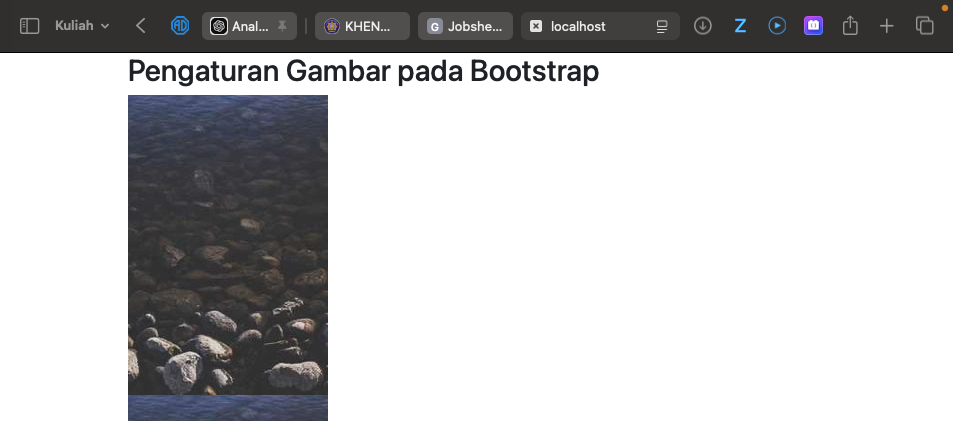 Kuliah
Anal...
KHEN...
G Jobshe...
localhost
Z
Pengaturan Gambar pada Bootstrap